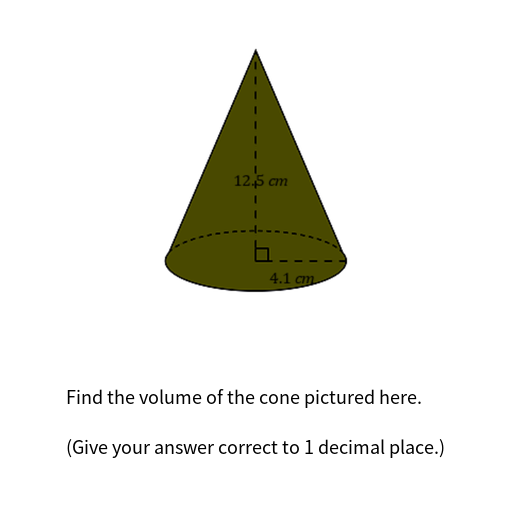 12.5 cm
4.1 cm
Find the volume of the cone pictured here.
(Give your answer correct to 1 decimal place.)